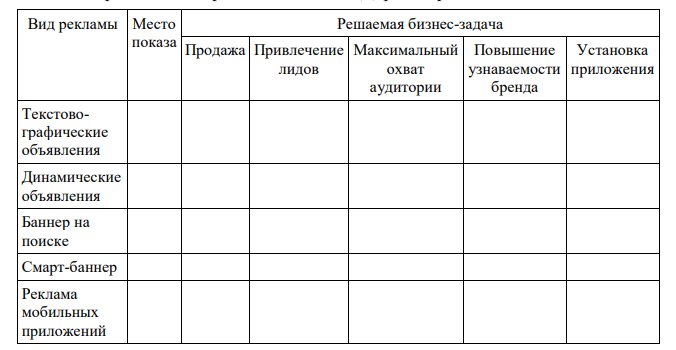 Вид рекламы Место показа Решаемая бизнес-задача
Продажа Привлечение лидов Максимальный охват аудитории Повышение узнаваемости бренда Установка приложения
Текстово-
графические
объявления
Динамические
объявления
Баннер на
поиске
Смарт-баннер
Реклама
мобильных
приложений